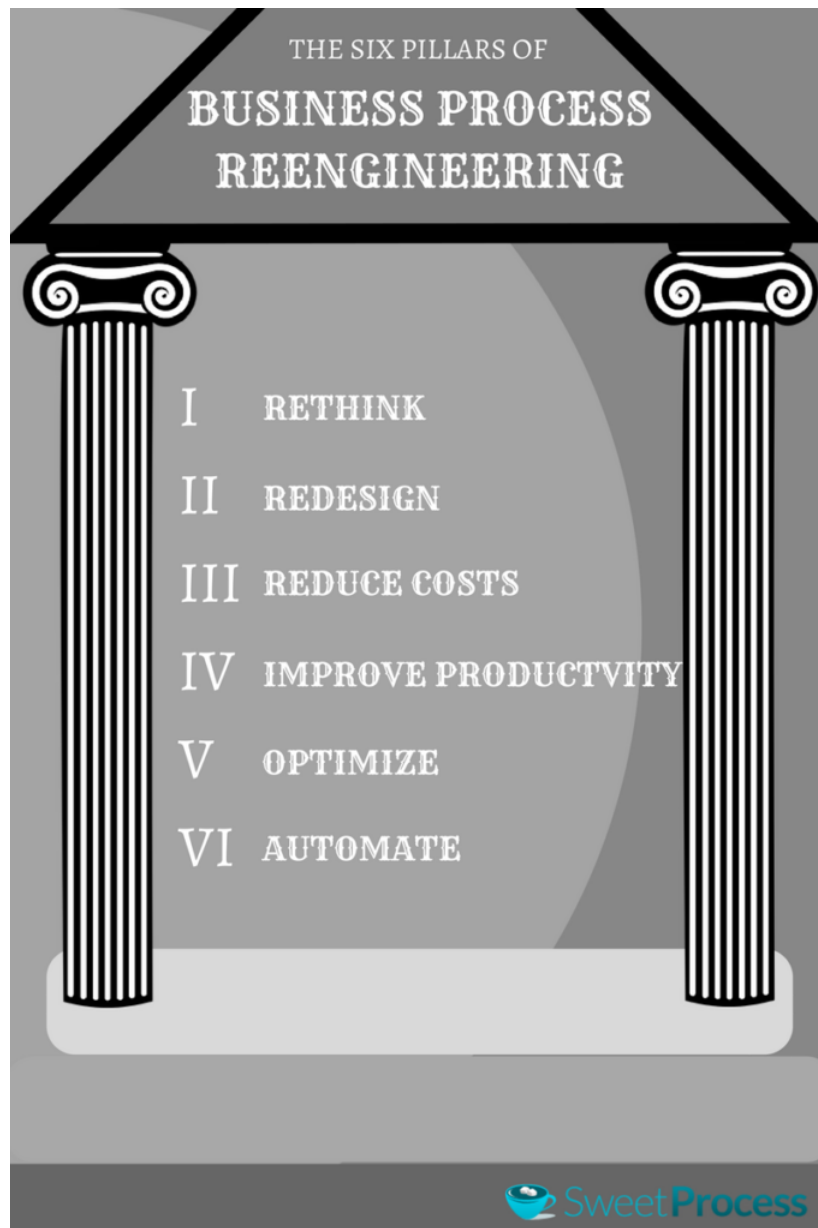 THE SIX PILLARS OF
BUSINESS PROCESS
REENGINEERING
I RETHINK
II REDESIGN
III REDUCE COSTS
IV IMPROVE PRODUCTVITY
V OPTIMIZE
VI AUTOMATE
SweetProcess